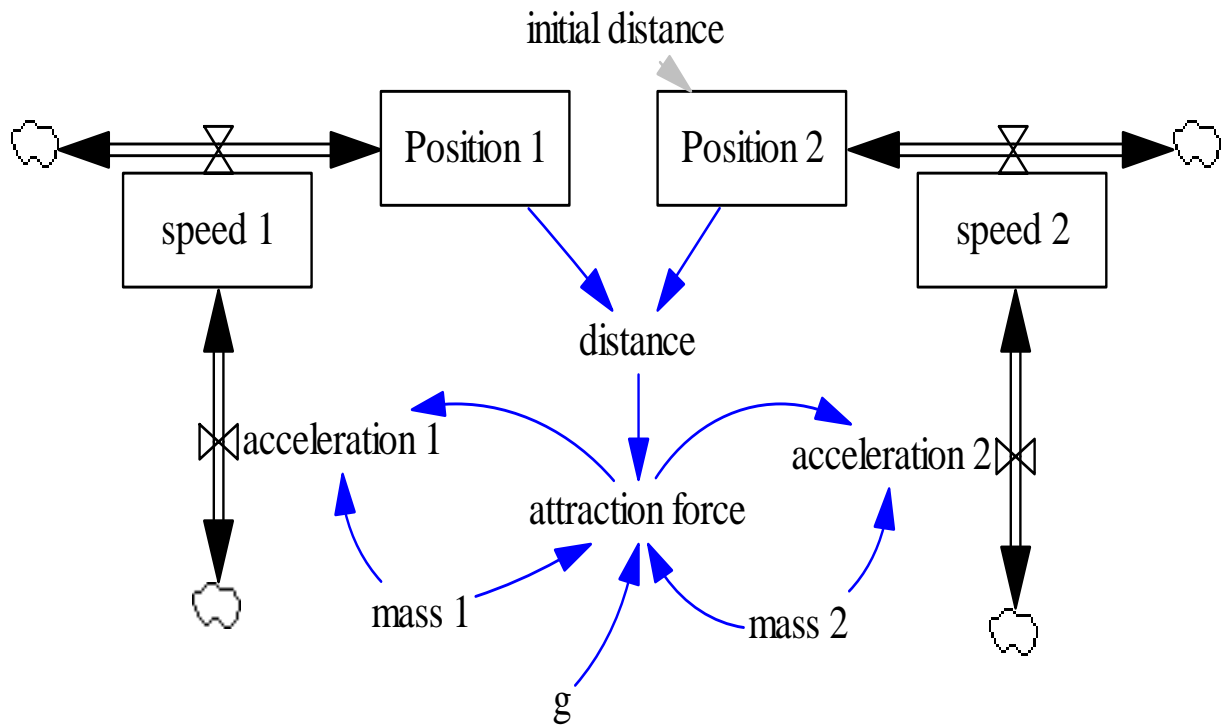 initial distance
Position 1
Position 2
speed 1
speed 2
distance
acceleration 1
acceleration 2
attraction force
mass 1
mass 2
g